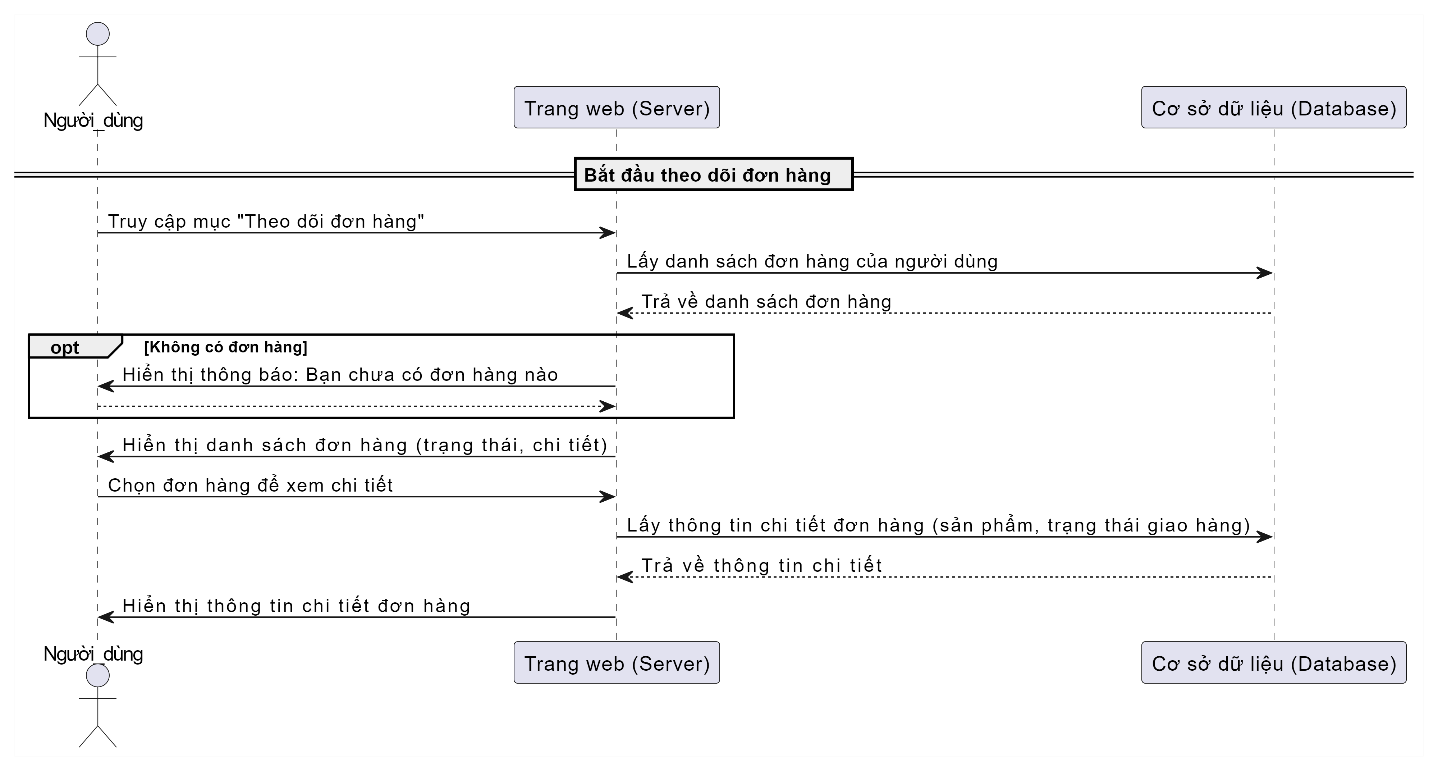 Người_dùng
Trang web (Server)
Cơ sở dữ liệu (Database)
Bắt đầu theo dõi đơn hàng
Truy cập mục "Theo dõi đơn hàng"
Lấy danh sách đơn hàng của người dùng
Trả về danh sách đơn hàng
opt
[Không có đơn hàng]
Hiển thị thông báo: Bạn chưa có đơn hàng nào
Hiển thị danh sách đơn hàng (trạng thái, chi tiết)
Chọn đơn hàng để xem chi tiết
Lấy thông tin chi tiết đơn hàng (sản phẩm, trạng thái giao hàng)
Trả về thông tin chi tiết
Hiển thị thông tin chi tiết đơn hàng
Người_dùng
Trang web (Server)
Cơ sở dữ liệu (Database)